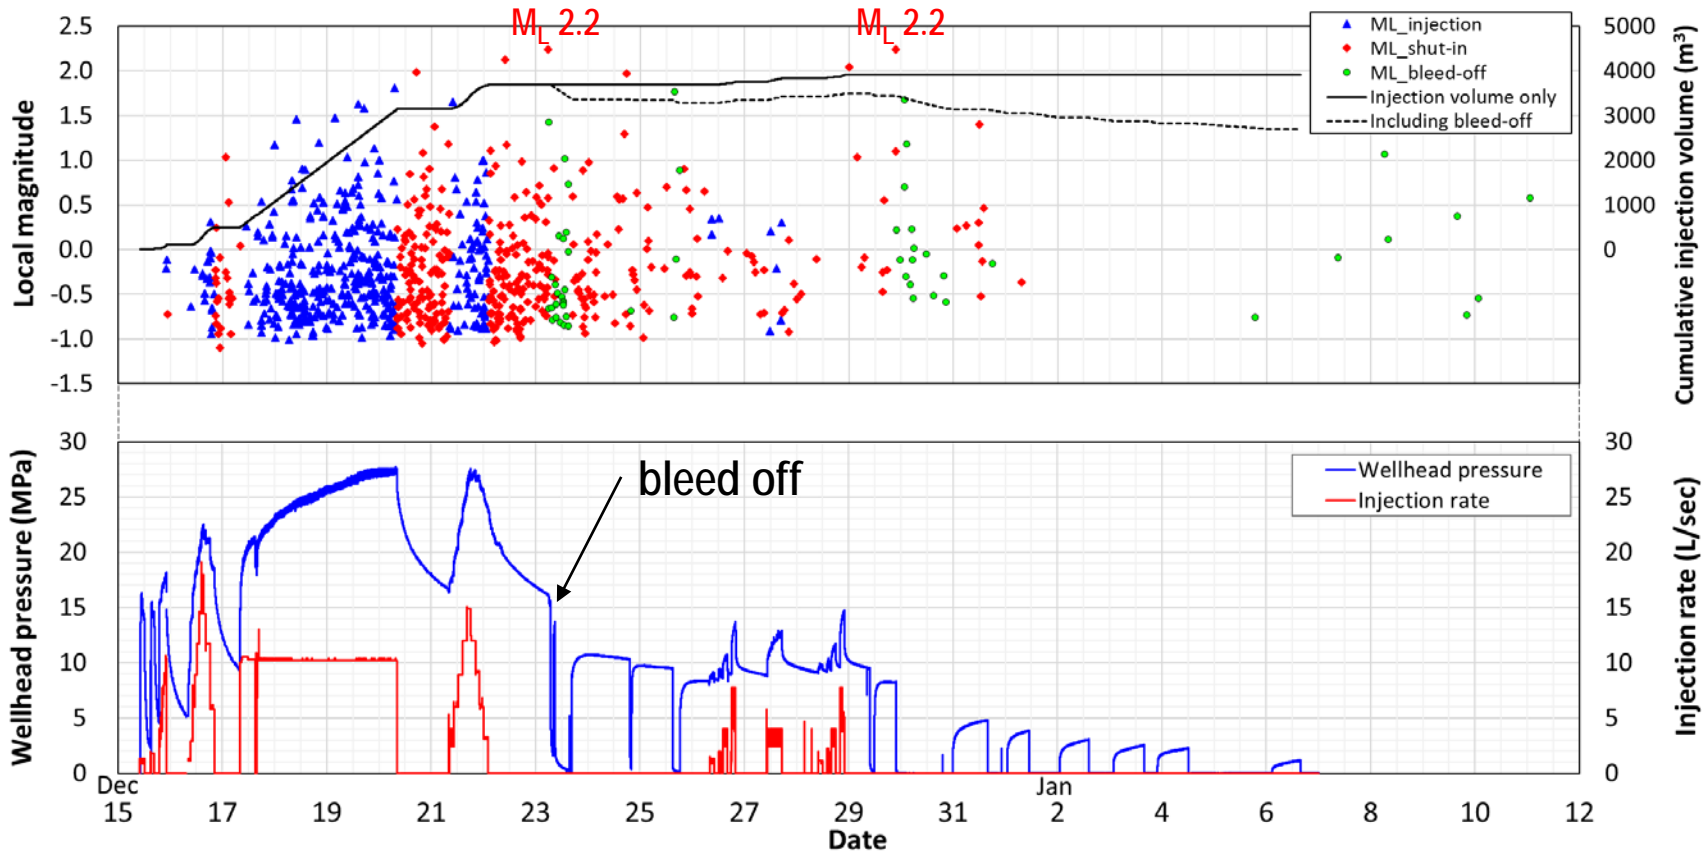 M_L 2.2 M_L 2.2
2.5 5000
ML_injection
2.0 4000
ML_shut-in
ML_bleed-off
1.5 3000
Injection volume only
Including bleed-off
1.0 2000
0.5 1000
0.0 0
-0.5
-1.0
-1.5
Local magnitude
Cumulative injection volume (m³)
30 30
Wellhead pressure
bleed off
25 25
Injection rate
20 20
15 15
10 10
5 5
0 0
Wellhead pressure (MPa)
Injection rate (L/sec)
Dec Jan
15 17 19 21 23 25 27 29 31 2 4 6 8 10 12
Date